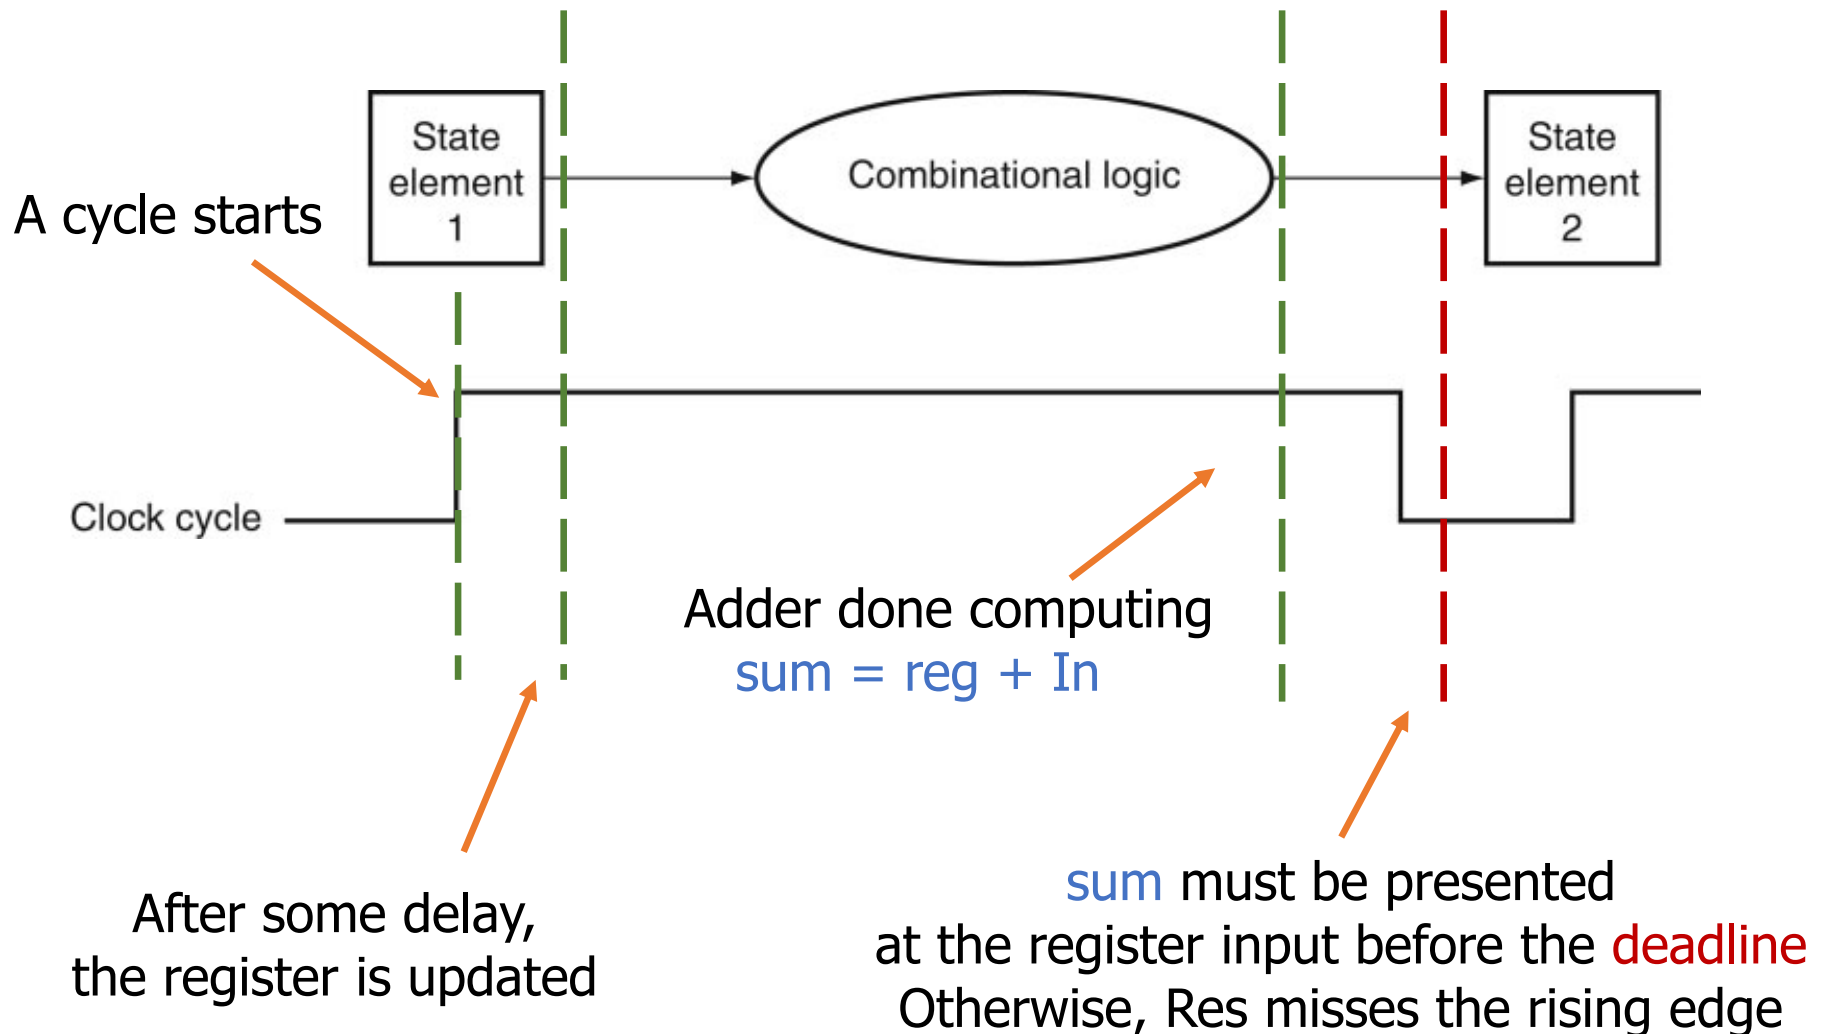 State
element
1
Combinational logic
State
element
2
A cycle starts
Clock cycle
Adder done computing
sum = reg + In
After some delay,
the register is updated
sum must be presented
at the register input before the deadline
Otherwise, Res misses the rising edge